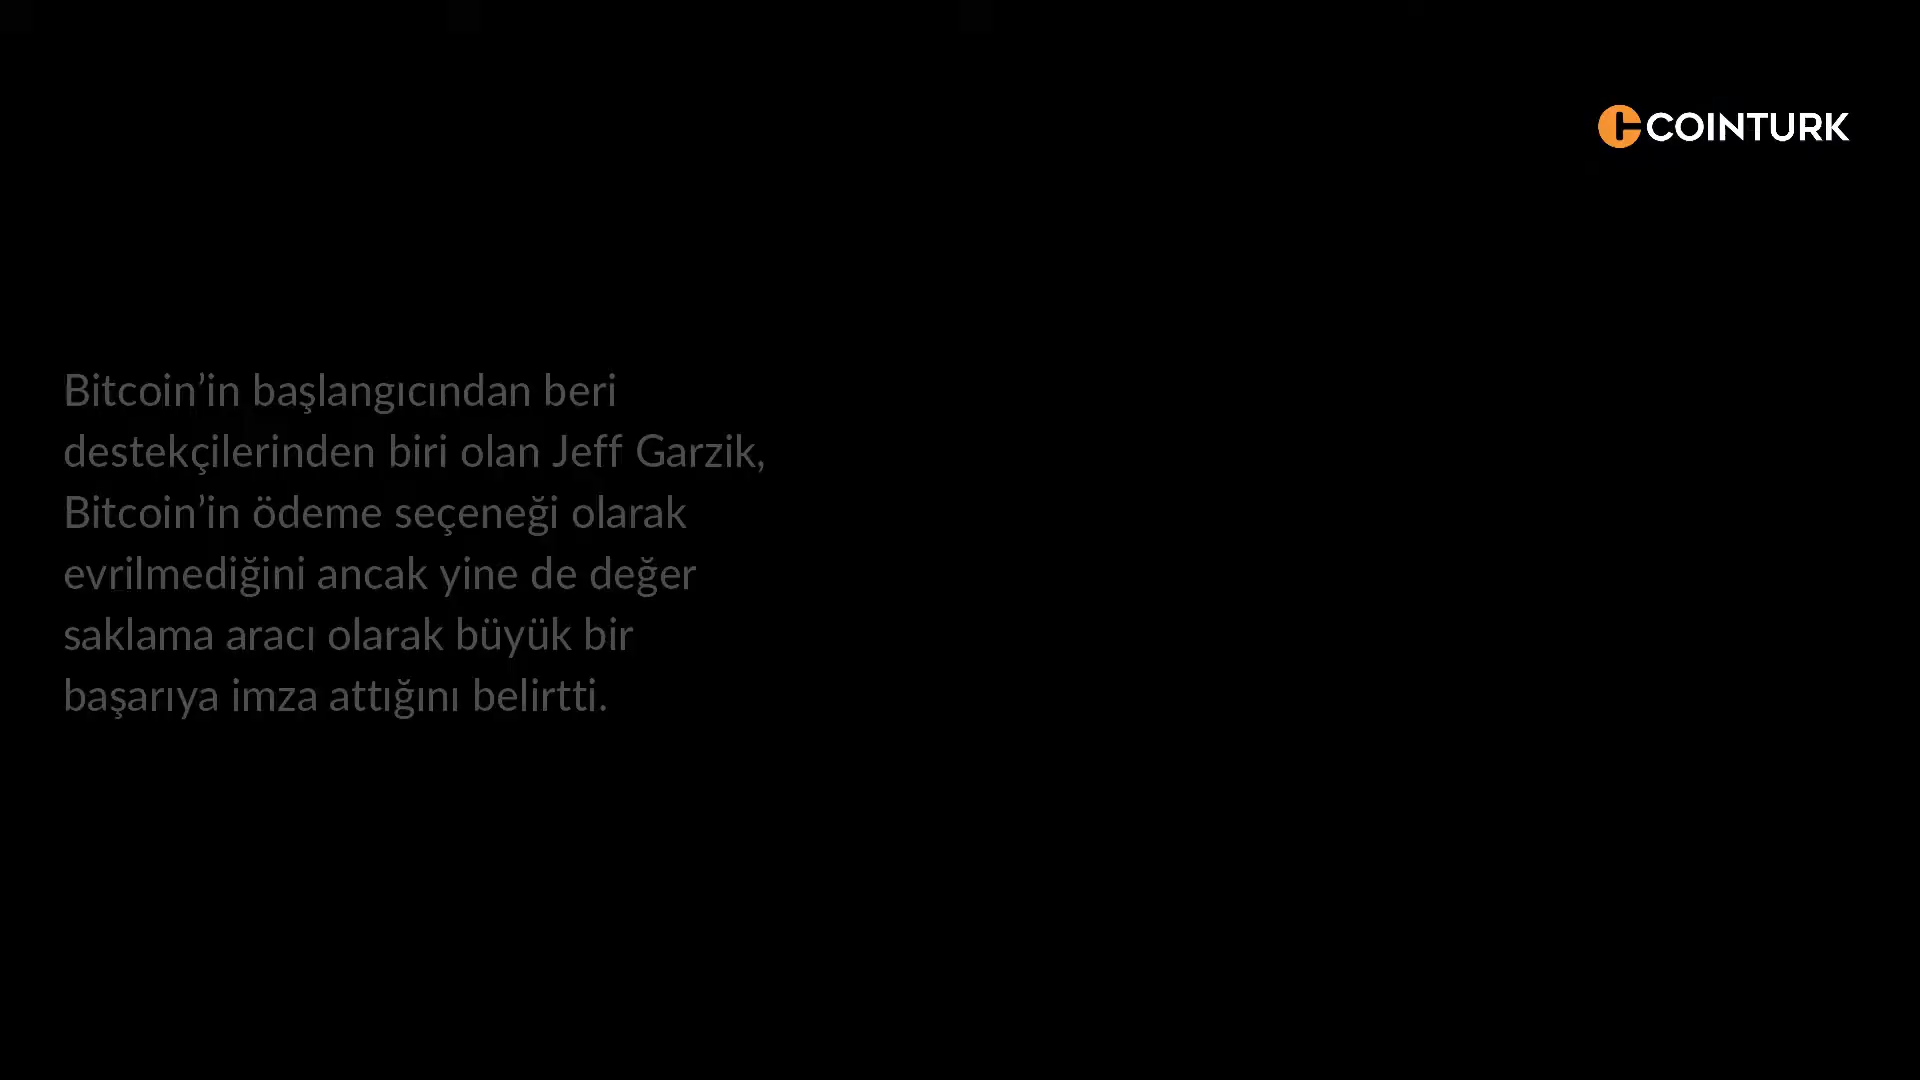 COINTURK
Bitcoin’in başlangıcından beri
destekçilerinden biri olan Jeff Garzik,
Bitcoin’in ödeme seçeneği olarak
evrilmediğini ancak yine de değer
saklama aracı olarak büyük bir
başarıya imza attığını belirtti.